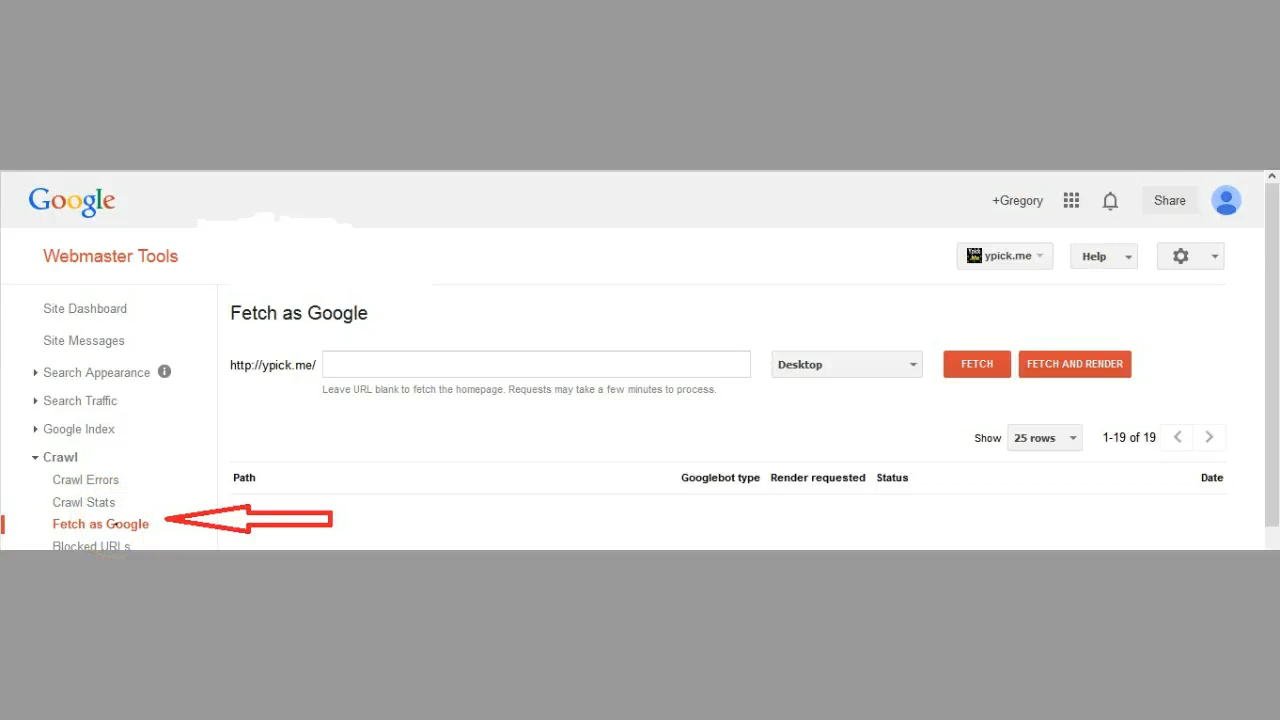 Google
+Gregory
Share
Webmaster Tools
ypick.me
Help
Site Dashboard
Site Messages
Search Appearance
Search Traffic
Google Index
Crawl
Crawl Errors
Crawl Stats
Fetch as Google
Blocked URLs
Fetch as Google
http://ypick.me/
Desktop
FETCH
FETCH AND RENDER
Leave URL blank to fetch the homepage. Requests may take a few minutes to process.
Show 25 rows 1-19 of 19
Path Googlebot type Render requested Status Date